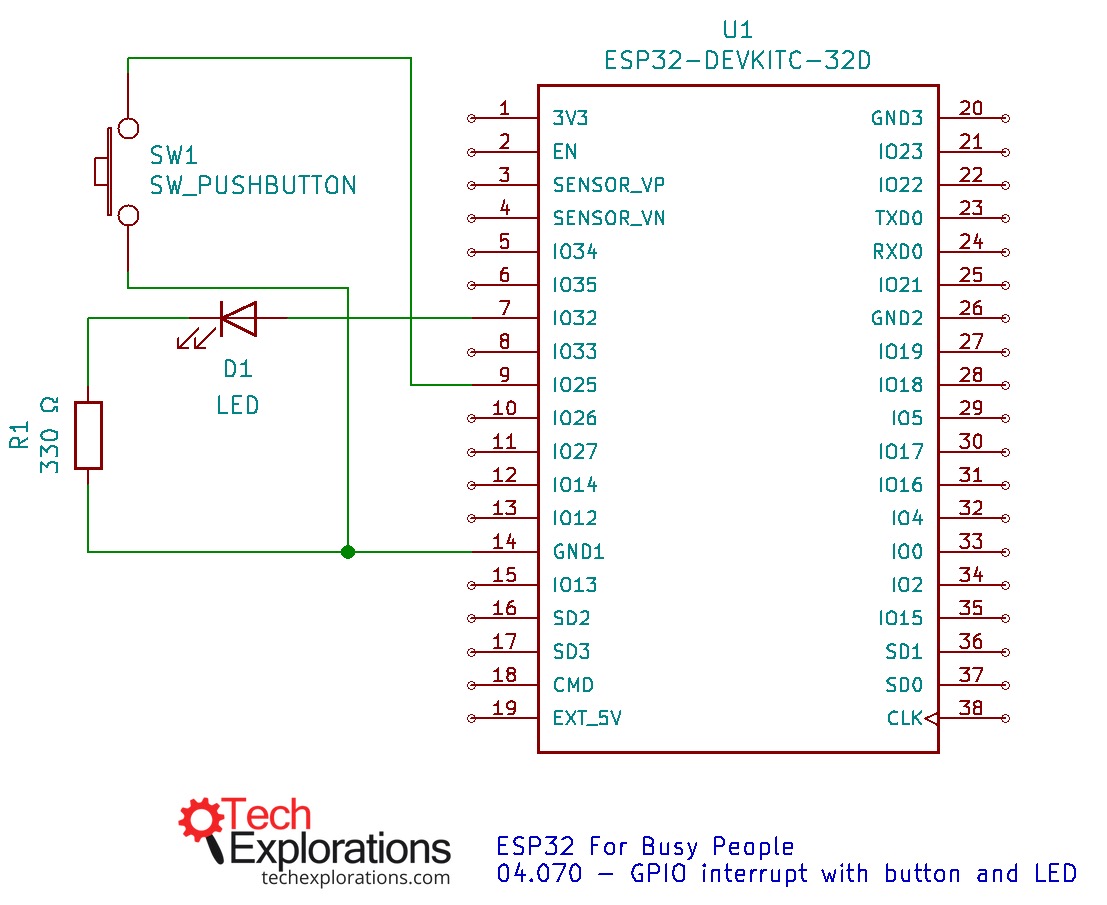 U1
ESP32-DEVKITC-32D
SW1
SW_PUSHBUTTON
D1
LED
R1
330 Ω
1 3V3
2 EN
3 SENSOR_VP
4 SENSOR_VN
5 IO34
6 IO35
7 IO32
8 IO33
9 IO25
10 IO26
11 IO27
12 IO14
13 IO12
14 GND1
15 IO13
16 SD2
17 SD3
18 CMD
19 EXT_5V
GND3 20
IO23 21
IO22 22
TXD0 23
RXD0 24
IO21 25
GND2 26
IO19 27
IO18 28
IO5 29
IO17 30
IO16 31
IO4 32
IO0 33
IO2 34
IO15 35
SD1 36
SD0 37
CLK 38
Tech
Explorations
techexplorations.com
ESP32 For Busy People
04.070 – GPIO interrupt with button and LED